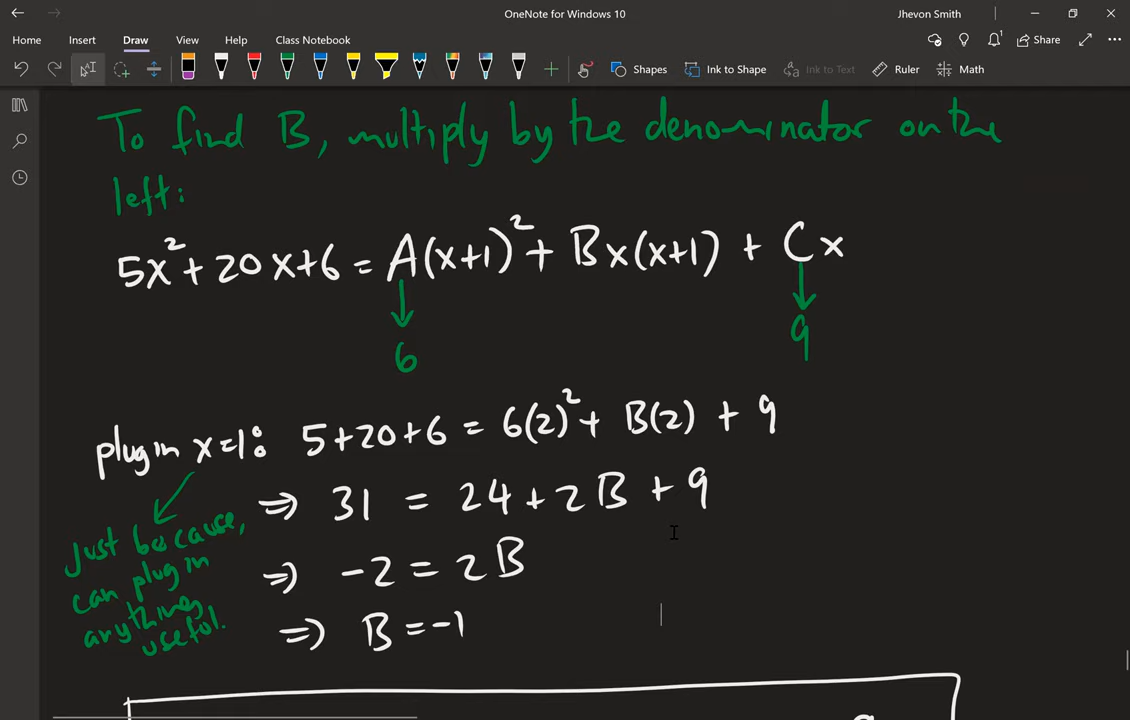 OneNote for Windows 10
Jhevon Smith
Home Insert Draw View Help Class Notebook
Share
Shapes Ink to Shape Ink to Text Ruler Math
To find B, multiply by the denominator on the
left:
5x² + 20x + 6 = A(x+1)² + Bx(x+1) + Cx
6
9
plug in x=1: 5+20+6 = 6(2)² + B(2) + 9
⇒ 31 = 24 + 2B + 9
Just because,
can plug in
anything
useful.
⇒ -2 = 2B
⇒ B = -1